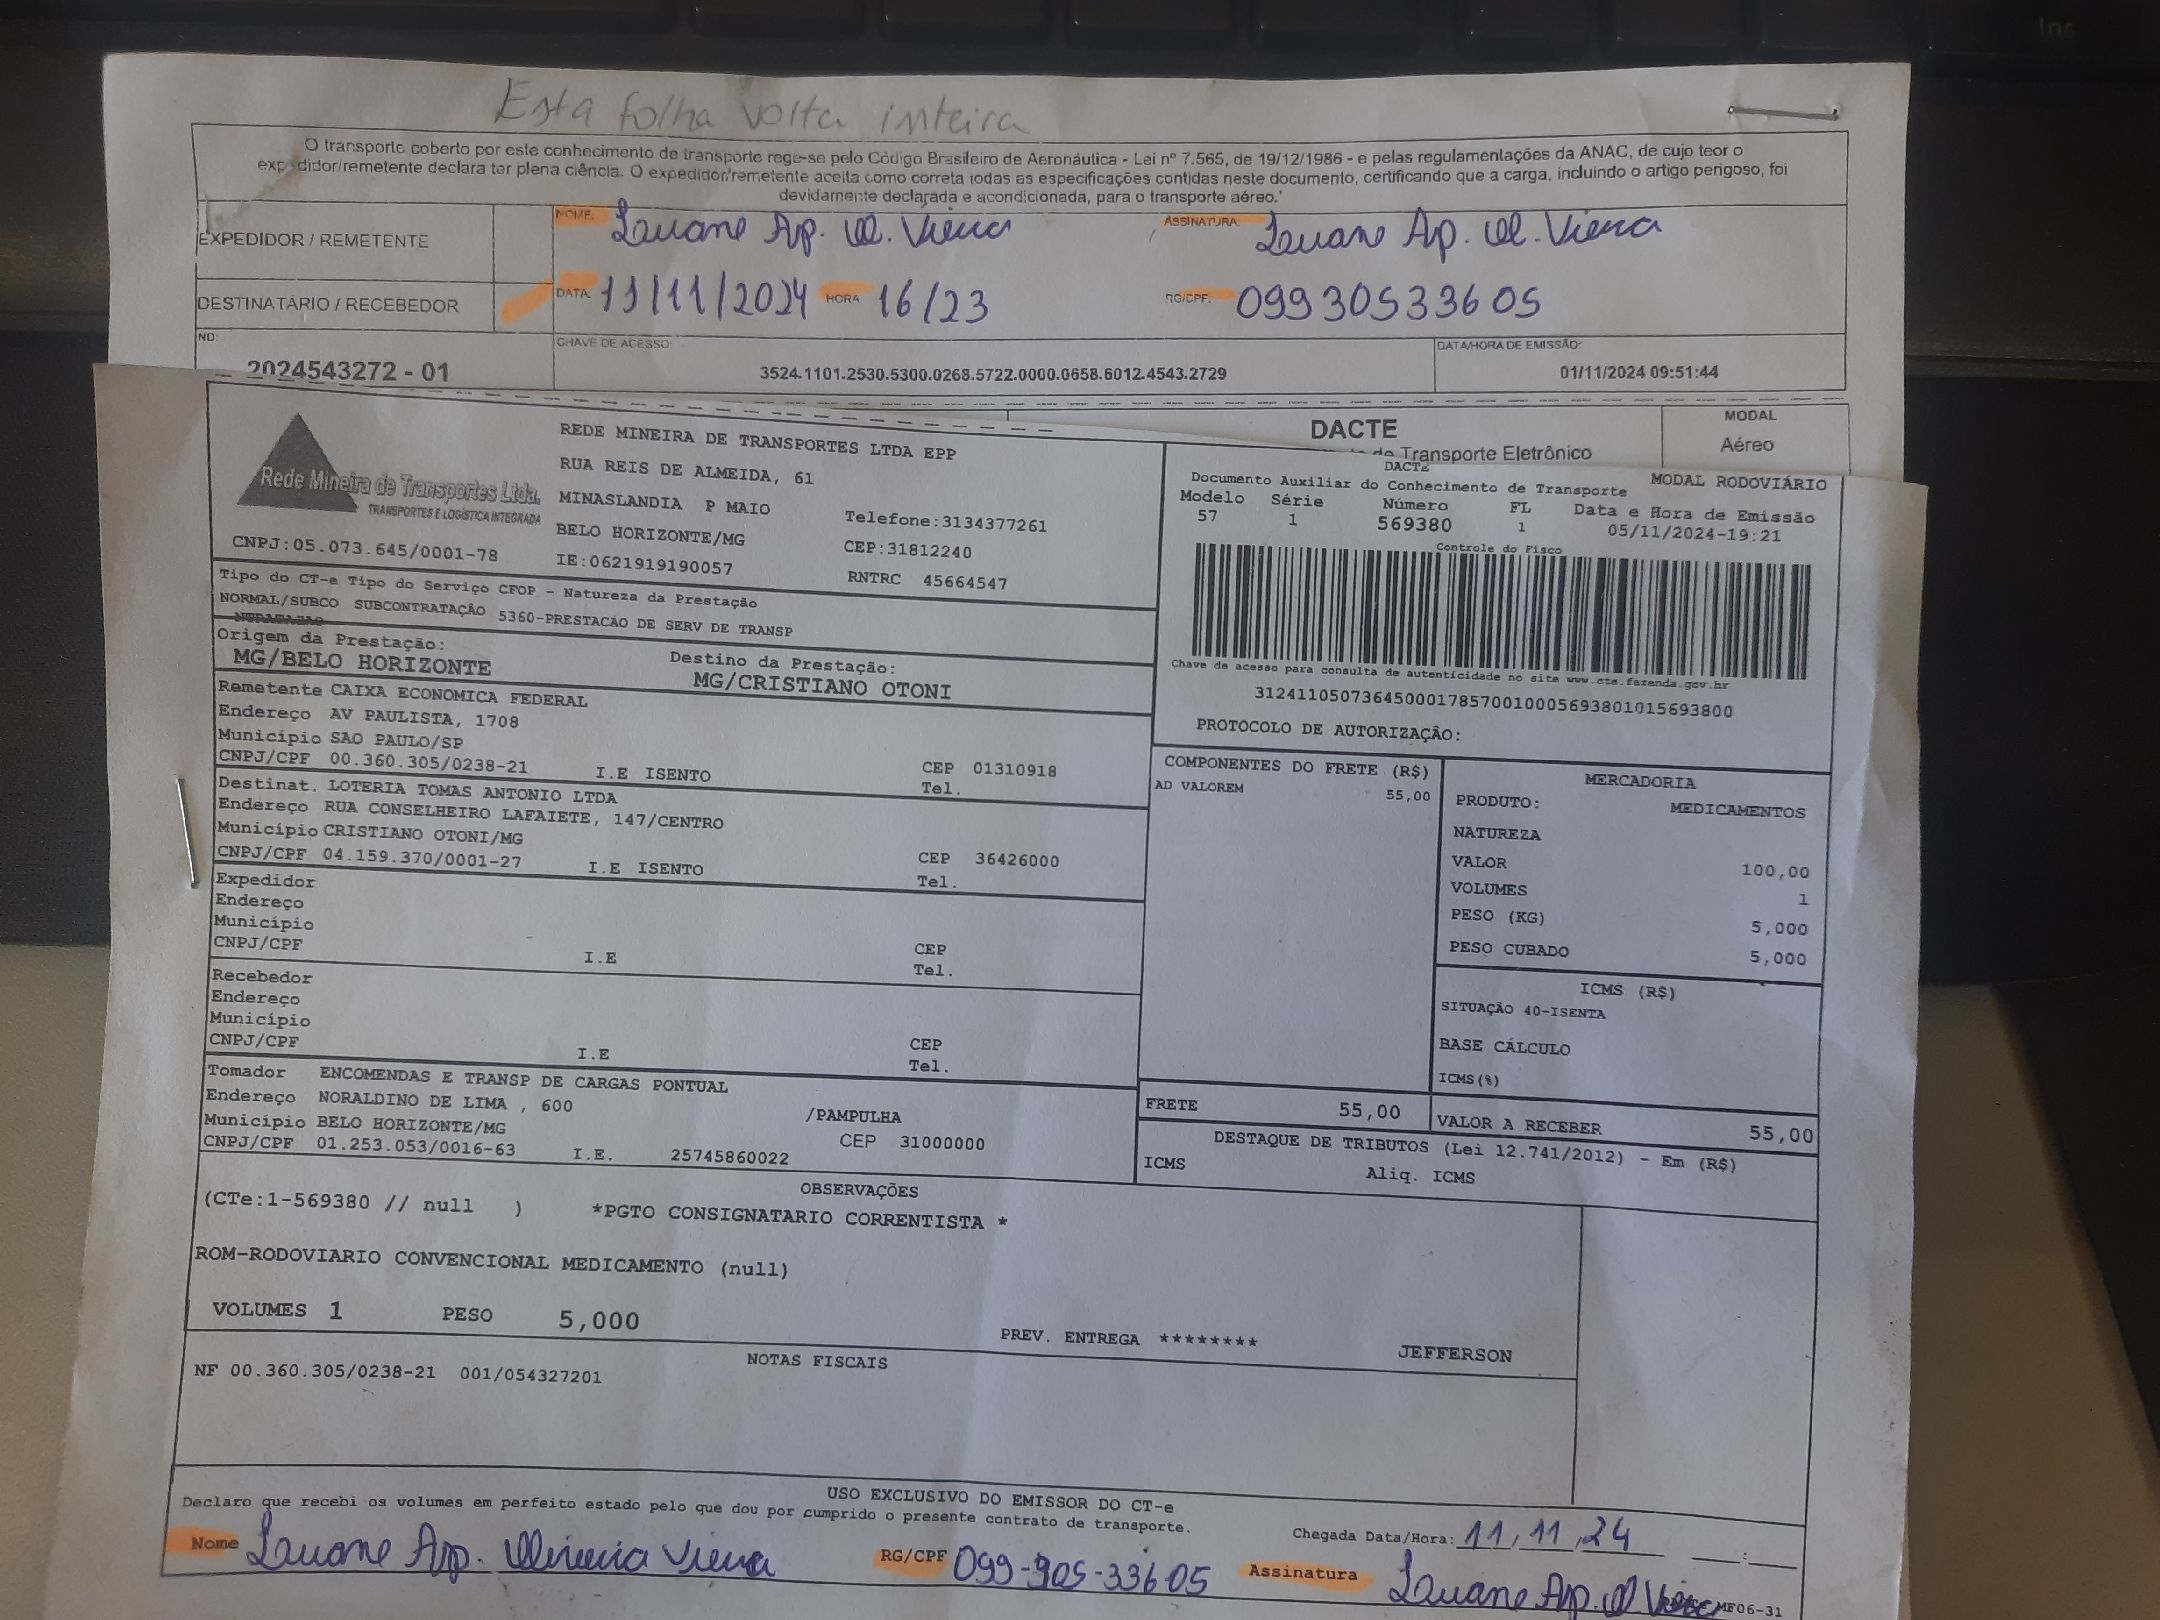 Ins
Esta folha volta inteira
O transporte coberto por este conhecimento de transporte rege-se pelo Código Brasileiro de Aeronáutica - Lei nº 7.565, de 19/12/1986 - e pelas regulamentações da ANAC, de cujo teor o
expedidor/remetente declara ter plena ciência. O expedidor/remetente aceita como correta todas as especificações contidas neste documento, certificando que a carga, incluindo o artigo perigoso, foi
devidamente declarada e acondicionada, para o transporte aéreo.'
EXPEDIDOR / REMETENTE
NOME: Luane Ap. Vieira
ASSINATURA: Luane Ap. Vieira
DESTINATÁRIO / RECEBEDOR
DATA: 11/11/2024 HORA 16/23
RG/CPF: 09930533605
NO:
2024543272 - 01
CHAVE DE ACESSO:
3524.1101.2530.5300.0268.5722.0000.0658.6012.4543.2729
DATA/HORA DE EMISSÃO:
01/11/2024 09:51:44
DACTE
de Transporte Eletrônico
MODAL
Aéreo
Rede Mineira de Transportes Ltda.
TRANSPORTES E LOGÍSTICA INTEGRADA
CNPJ:05.073.645/0001-78
REDE MINEIRA DE TRANSPORTES LTDA EPP
RUA REIS DE ALMEIDA, 61
MINASLANDIA P MAIO
BELO HORIZONTE/MG
IE:0621919190057
Telefone:3134377261
CEP:31812240
RNTRC 45664547
DACTE
Documento Auxiliar do Conhecimento de Transporte MODAL RODOVIÁRIO
Modelo Série Número FL Data e Hora de Emissão
57 1 569380 1 05/11/2024-19:21
Controle do Fisco
Chave de acesso para consulta de autenticidade no site www.cte.fazenda.gov.br
31241105073645000178570010005693801015693800
PROTOCOLO DE AUTORIZAÇÃO:
Tipo do CT-e Tipo do Serviço CFOP - Natureza da Prestação
NORMAL/SUBCO SUBCONTRATAÇÃO 5360-PRESTACAO DE SERV DE TRANSP
Origem da Prestação:
MG/BELO HORIZONTE
Destino da Prestação:
MG/CRISTIANO OTONI
Remetente CAIXA ECONOMICA FEDERAL
Endereço AV PAULISTA, 1708
Município SAO PAULO/SP
CNPJ/CPF 00.360.305/0238-21 I.E ISENTO CEP 01310918
Tel.
Destinat. LOTERIA TOMAS ANTONIO LTDA
Endereço RUA CONSELHEIRO LAFAIETE, 147/CENTRO
Município CRISTIANO OTONI/MG
CNPJ/CPF 04.159.370/0001-27 I.E ISENTO CEP 36426000
Tel.
Expedidor
Endereço
Município
CNPJ/CPF I.E CEP
Tel.
Recebedor
Endereço
Município
CNPJ/CPF I.E CEP
Tel.
Tomador ENCOMENDAS E TRANSP DE CARGAS PONTUAL
Endereço NORALDINO DE LIMA , 600 /PAMPULHA
Município BELO HORIZONTE/MG CEP 31000000
CNPJ/CPF 01.253.053/0016-63 I.E. 25745860022
COMPONENTES DO FRETE (R$)
AD VALOREM 55,00
MERCADORIA
PRODUTO: MEDICAMENTOS
NATUREZA
VALOR 100,00
VOLUMES 1
PESO (KG) 5,000
PESO CUBADO 5,000
ICMS (R$)
SITUAÇÃO 40-ISENTA
BASE CÁLCULO
ICMS(%)
FRETE 55,00
VALOR A RECEBER 55,00
DESTAQUE DE TRIBUTOS (Lei 12.741/2012) - Em (R$)
ICMS Aliq. ICMS
OBSERVAÇÕES
(CTe:1-569380 // null ) *PGTO CONSIGNATARIO CORRENTISTA *
ROM-RODOVIARIO CONVENCIONAL MEDICAMENTO (null)
VOLUMES 1 PESO 5,000
PREV. ENTREGA ******** JEFFERSON
NOTAS FISCAIS
NF 00.360.305/0238-21 001/054327201
USO EXCLUSIVO DO EMISSOR DO CT-e
Declaro que recebi os volumes em perfeito estado pelo que dou por cumprido o presente contrato de transporte.
Chegada Data/Hora: 11, 11 ,24 __:__
Nome Luane Ap. Vieira
RG/CPF 099-305-33605
Assinatura Luane Ap.
MF06-31